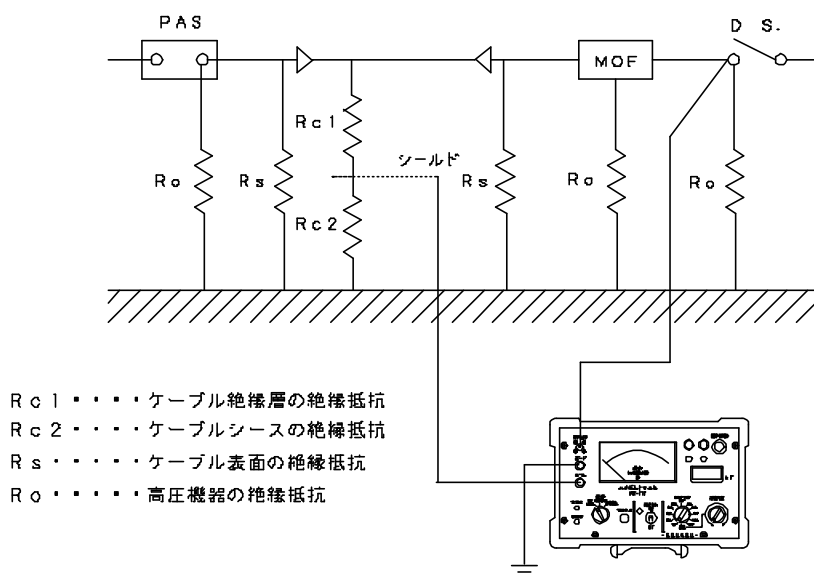 PAS
D S.
MOF
Rc1
シールド
Ro
Rs
Rs
Ro
Ro
Rc2
Rc1・・・・ケーブル絶縁層の絶縁抵抗
Rc2・・・・ケーブルシースの絶縁抵抗
Rs・・・・・ケーブル表面の絶縁抵抗
Ro・・・・・高圧機器の絶縁抵抗